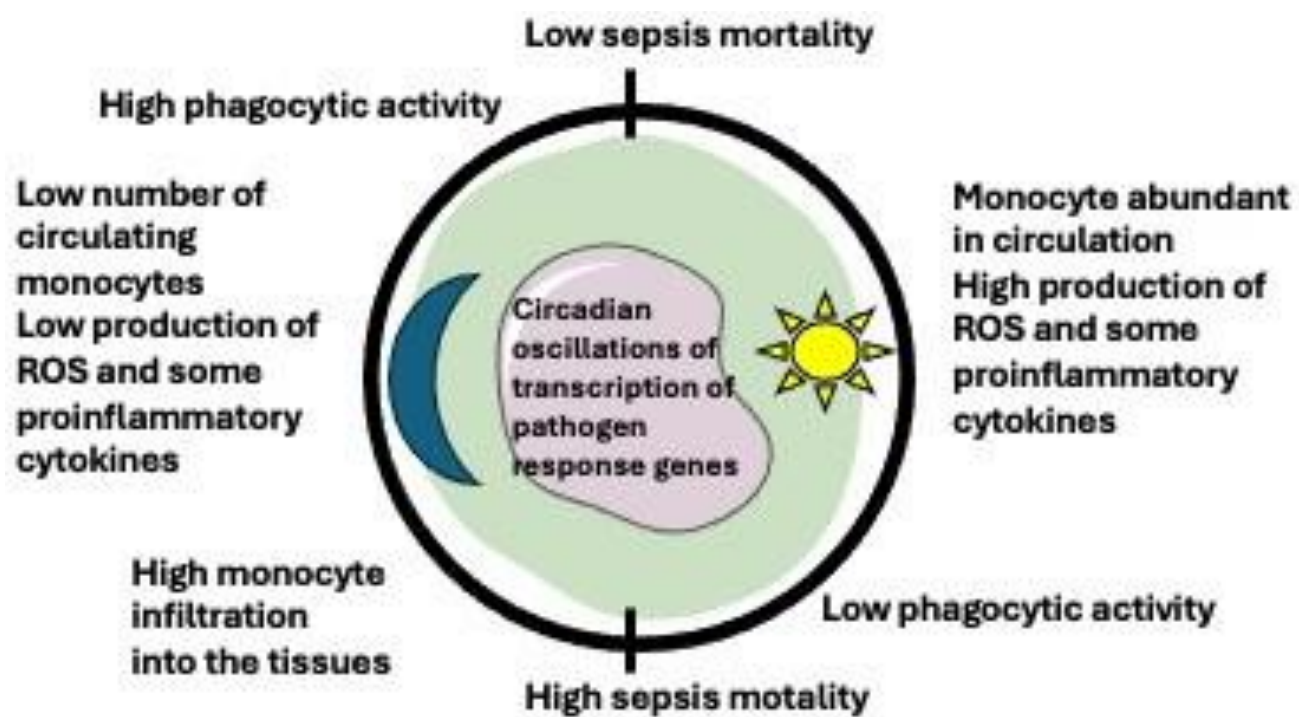 Low sepsis mortality
High phagocytic activity
Low number of
circulating
monocytes
Low production of
ROS and some
proinflammatory
cytokines
Monocyte abundant
in circulation
High production of
ROS and some
proinflammatory
cytokines
Circadian
oscillations of
transcription of
pathogen
response genes
High monocyte
infiltration
into the tissues
Low phagocytic activity
High sepsis motality